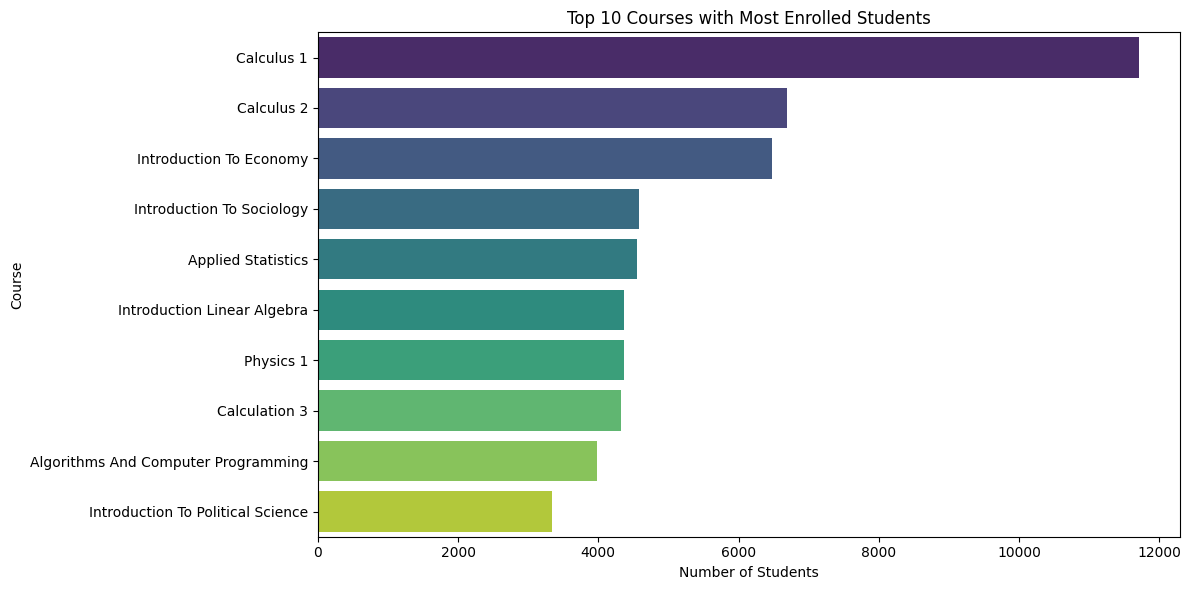 Top 10 Courses with Most Enrolled Students
Course
Calculus 1
Calculus 2
Introduction To Economy
Introduction To Sociology
Applied Statistics
Introduction Linear Algebra
Physics 1
Calculation 3
Algorithms And Computer Programming
Introduction To Political Science
0 2000 4000 6000 8000 10000 12000
Number of Students